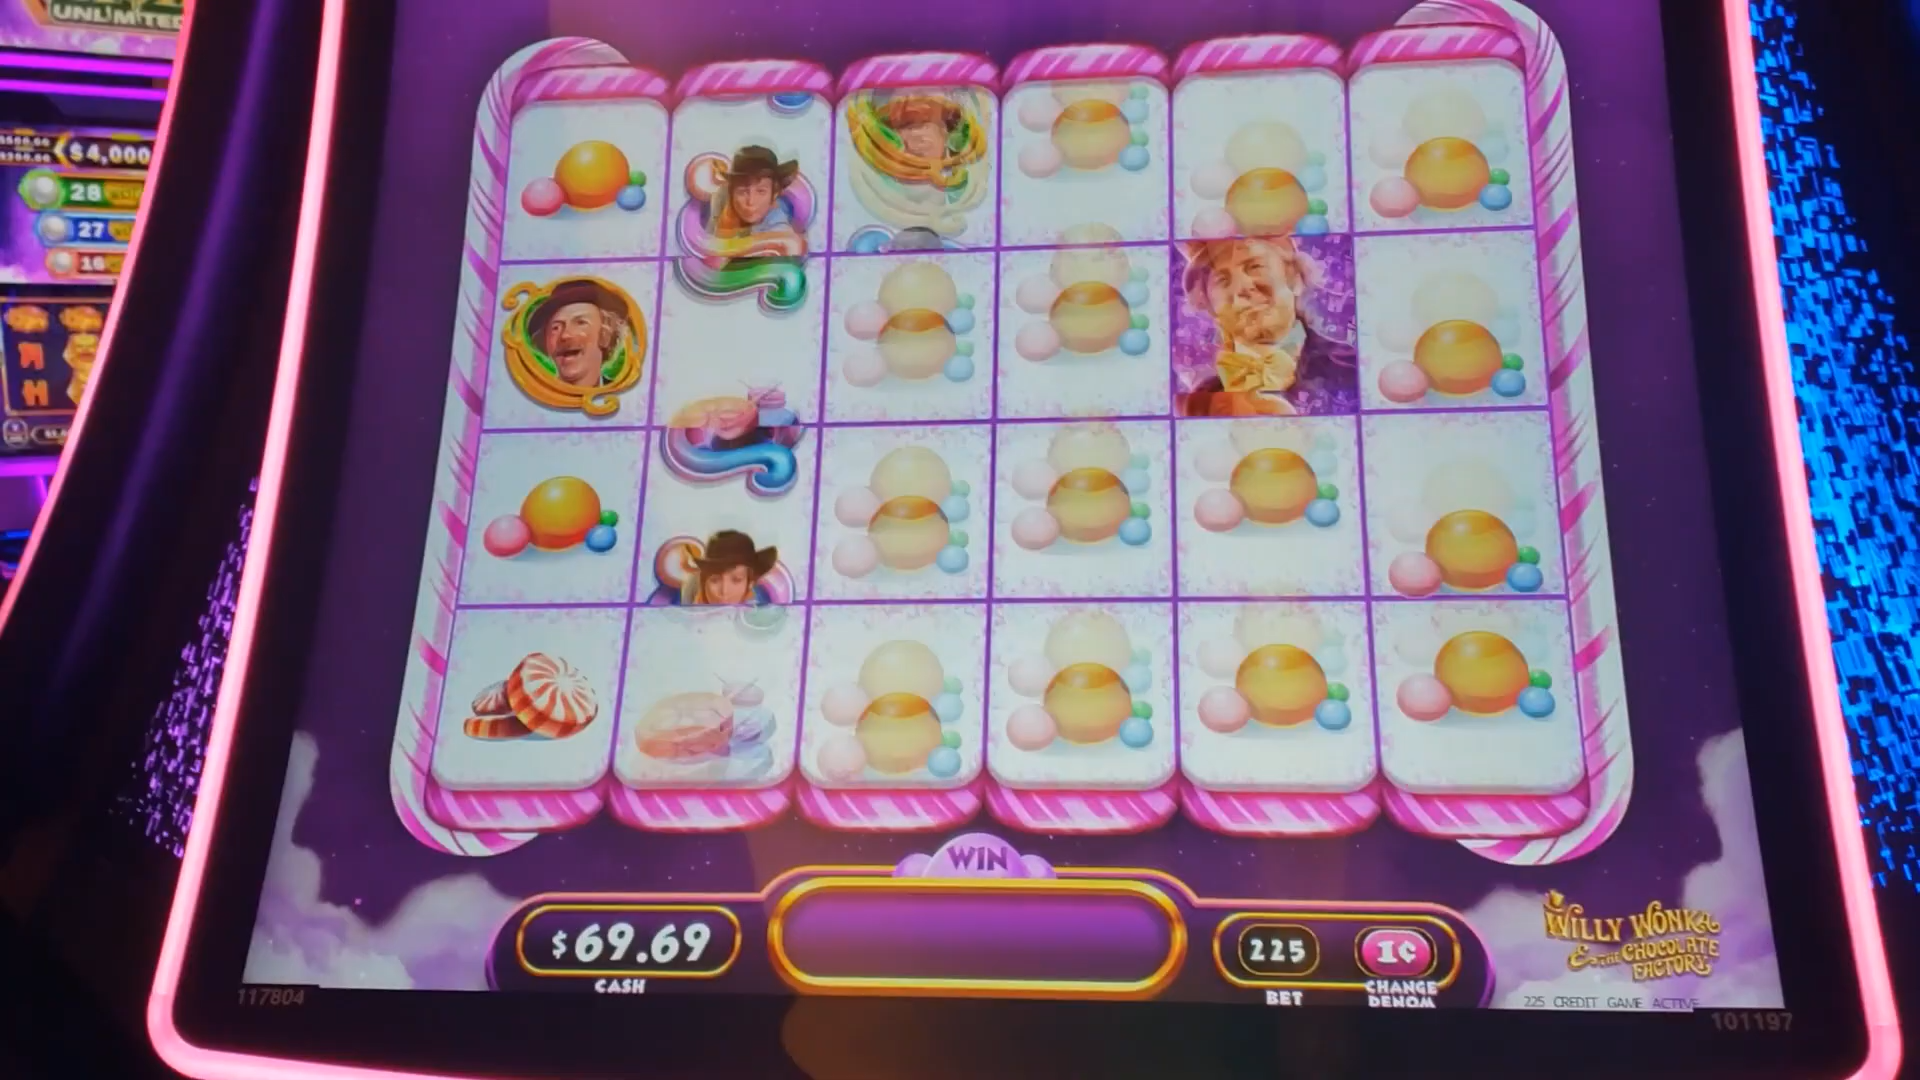 UNLIMITED
$4,000
28
27
16
WIN
$69.69
CASH
225
BET
1¢
CHANGE
DENOM
WILLY WONKA
& THE CHOCOLATE
FACTORY
225 CREDIT GAME ACTIVE
117804
101197